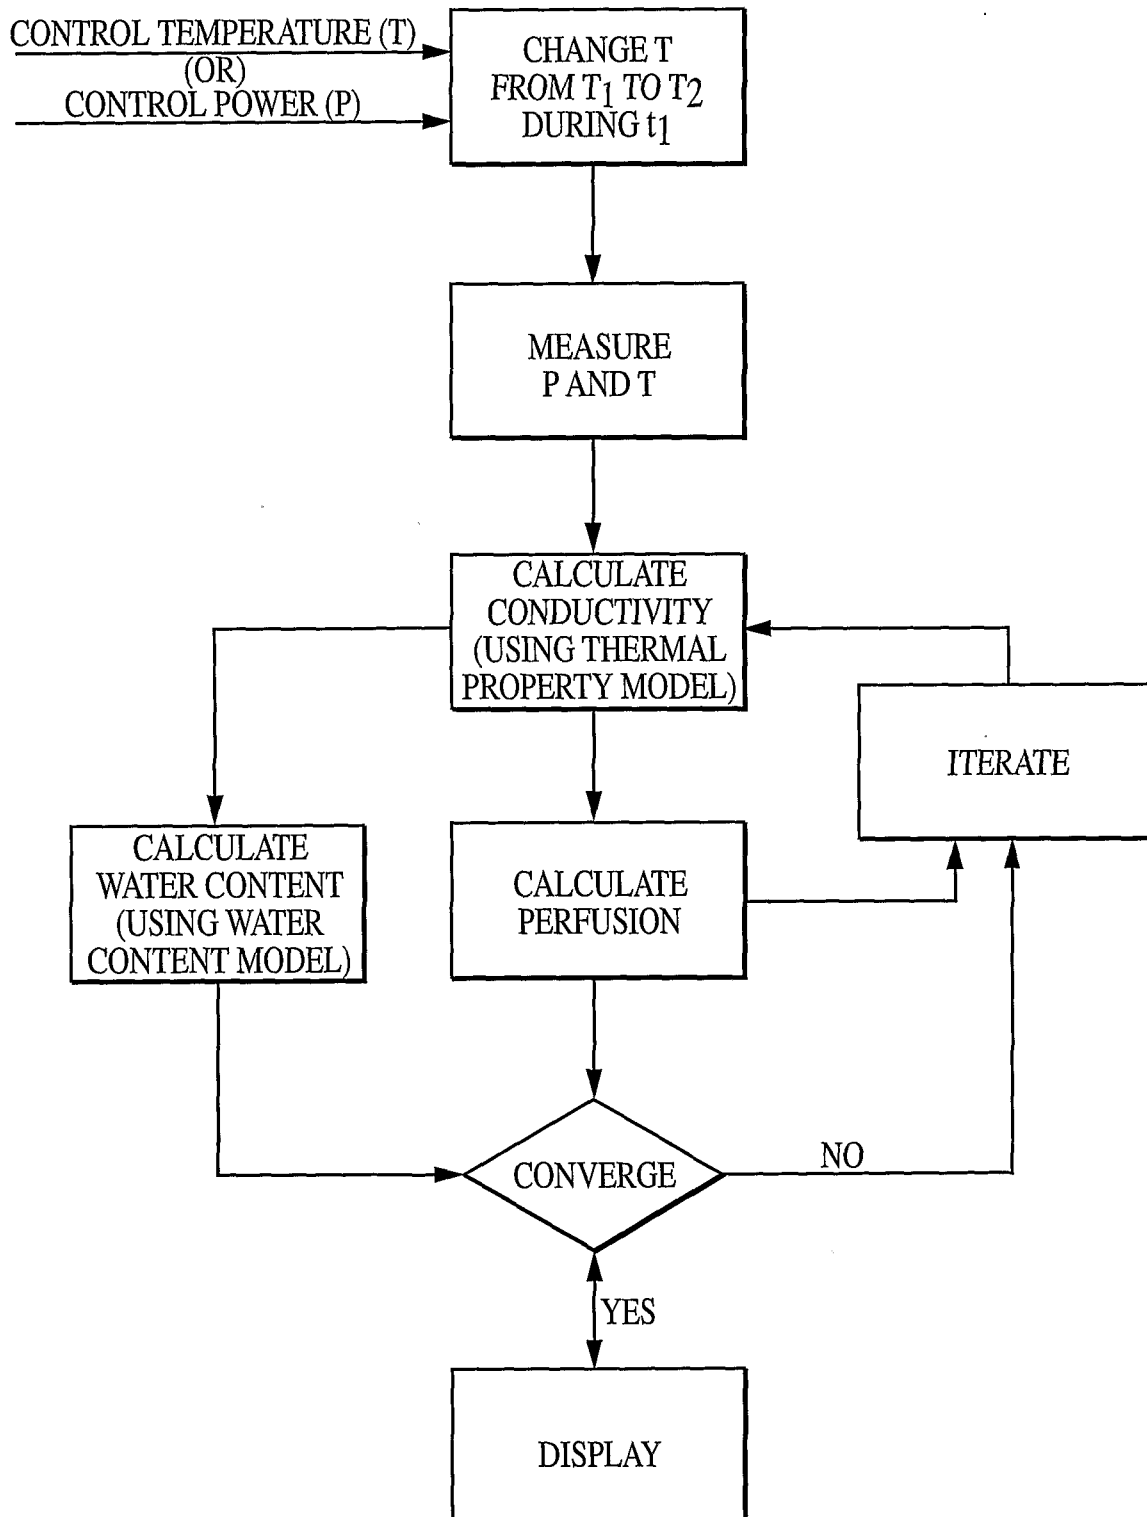 CONTROL TEMPERATURE (T)
(OR)
CONTROL POWER (P)
CHANGE T
FROM T1 TO T2
DURING t1
MEASURE
P AND T
CALCULATE
CONDUCTIVITY
(USING THERMAL
PROPERTY MODEL)
ITERATE
CALCULATE
WATER CONTENT
(USING WATER
CONTENT MODEL)
CALCULATE
PERFUSION
CONVERGE
NO
YES
DISPLAY